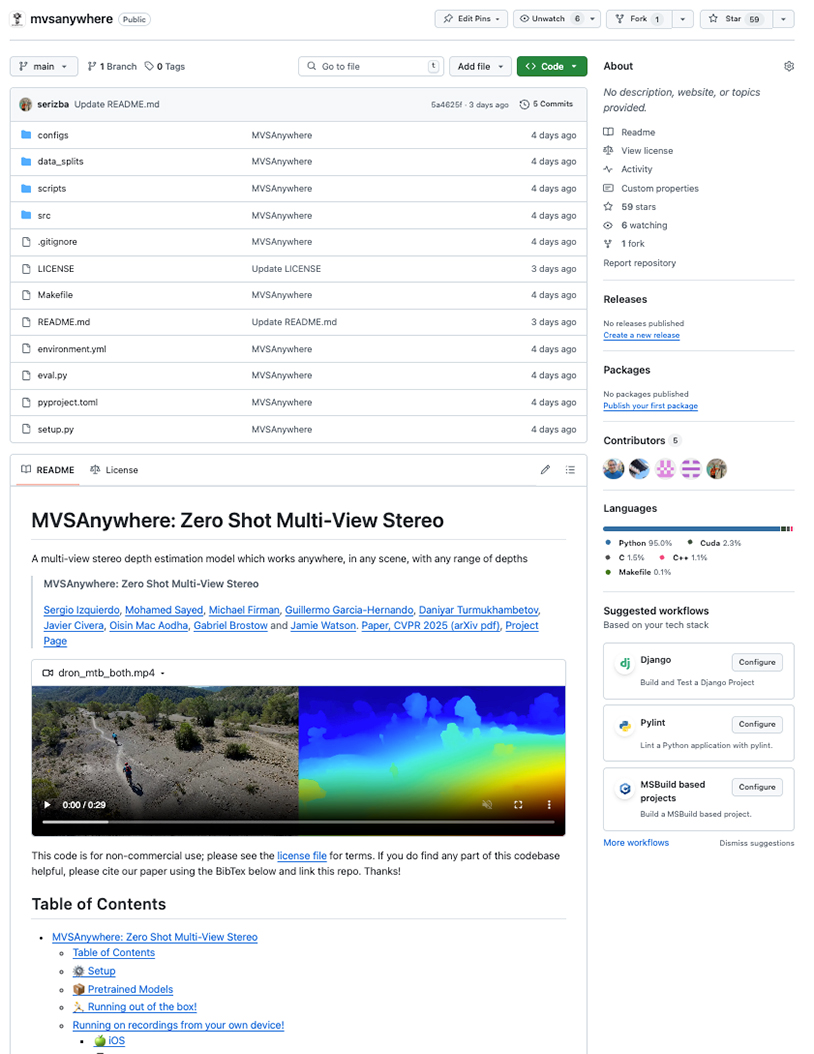 mvsanywhere Public
Edit Pins Unwatch 6 Fork 1 Star 59
main 1 Branch 0 Tags Go to file t Add file Code
serizba Update README.md 5a4625f · 3 days ago 5 Commits
configs MVSAnywhere 4 days ago
data_splits MVSAnywhere 4 days ago
scripts MVSAnywhere 4 days ago
src MVSAnywhere 4 days ago
.gitignore MVSAnywhere 4 days ago
LICENSE Update LICENSE 3 days ago
Makefile MVSAnywhere 4 days ago
README.md Update README.md 3 days ago
environment.yml MVSAnywhere 4 days ago
eval.py MVSAnywhere 4 days ago
pyproject.toml MVSAnywhere 4 days ago
setup.py MVSAnywhere 4 days ago
README License
MVSAnywhere: Zero Shot Multi-View Stereo
A multi-view stereo depth estimation model which works anywhere, in any scene, with any range of depths
MVSAnywhere: Zero Shot Multi-View Stereo
Sergio Izquierdo, Mohamed Sayed, Michael Firman, Guillermo Garcia-Hernando, Daniyar Turmukhambetov,
Javier Civera, Oisin Mac Aodha, Gabriel Brostow and Jamie Watson. Paper, CVPR 2025 (arXiv pdf), Project
Page
dron_mtb_both.mp4
0:00 / 0:29
This code is for non-commercial use; please see the license file for terms. If you do find any part of this codebase
helpful, please cite our paper using the BibTex below and link this repo. Thanks!
Table of Contents
MVSAnywhere: Zero Shot Multi-View Stereo
Table of Contents
Setup
Pretrained Models
Running out of the box!
Running on recordings from your own device!
iOS
About
No description, website, or topics
provided.
Readme
View license
Activity
Custom properties
59 stars
6 watching
1 fork
Report repository
Releases
No releases published
Create a new release
Packages
No packages published
Publish your first package
Contributors 5
Languages
Python 95.0% Cuda 2.3%
C 1.5% C++ 1.1%
Makefile 0.1%
Suggested workflows
Based on your tech stack
dj Django Configure
Build and Test a Django Project
Pylint Configure
Lint a Python application with pylint.
MSBuild based
projects Configure
Build a MSBuild based project.
More workflows Dismiss suggestions